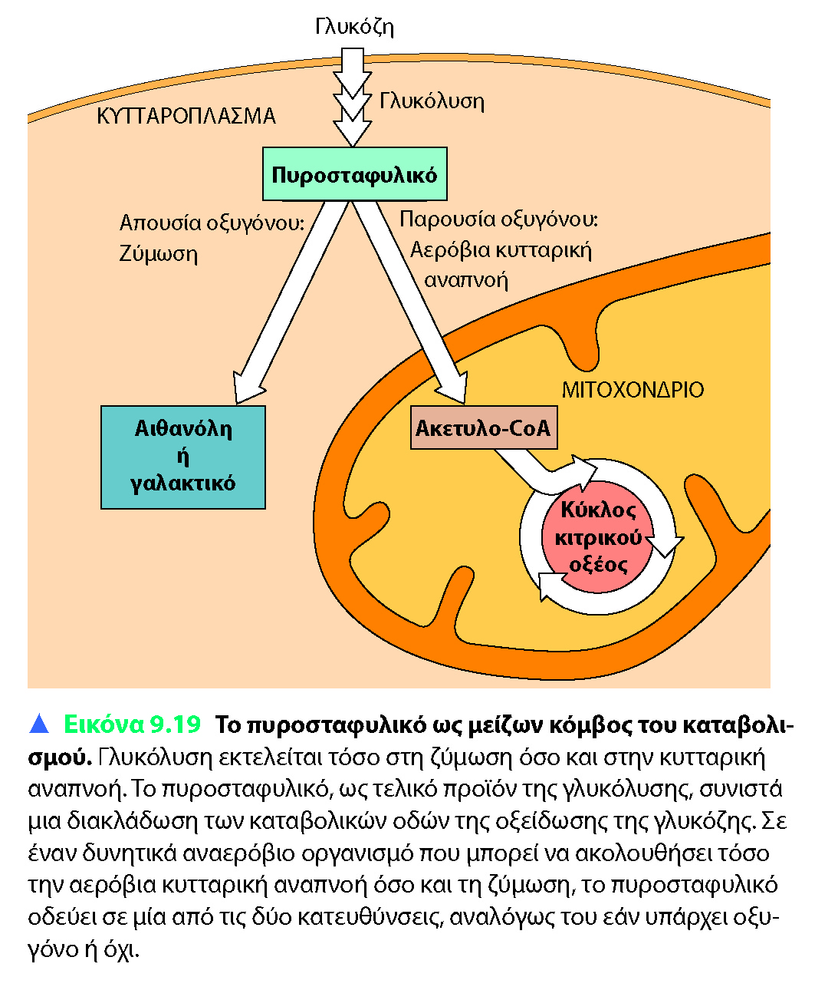 Γλυκόζη
Γλυκόλυση
ΚΥΤΤΑΡΟΠΛΑΣΜΑ
Πυροσταφυλικό
Απουσία οξυγόνου:
Ζύμωση
Παρουσία οξυγόνου:
Αερόβια κυτταρική
αναπνοή
ΜΙΤΟΧΟΝΔΡΙΟ
Αιθανόλη
ή
γαλακτικό
Ακετυλο-CoA
Κύκλος
κιτρικού
οξέος
▲ Εικόνα 9.19 Το πυροσταφυλικό ως μείζων κόμβος του καταβολι-
σμού. Γλυκόλυση εκτελείται τόσο στη ζύμωση όσο και στην κυτταρική
αναπνοή. Το πυροσταφυλικό, ως τελικό προϊόν της γλυκόλυσης, συνιστά
μια διακλάδωση των καταβολικών οδών της οξείδωσης της γλυκόζης. Σε
έναν δυνητικά αναερόβιο οργανισμό που μπορεί να ακολουθήσει τόσο
την αερόβια κυτταρική αναπνοή όσο και τη ζύμωση, το πυροσταφυλικό
οδεύει σε μία από τις δύο κατευθύνσεις, αναλόγως του εάν υπάρχει οξυ-
γόνο ή όχι.